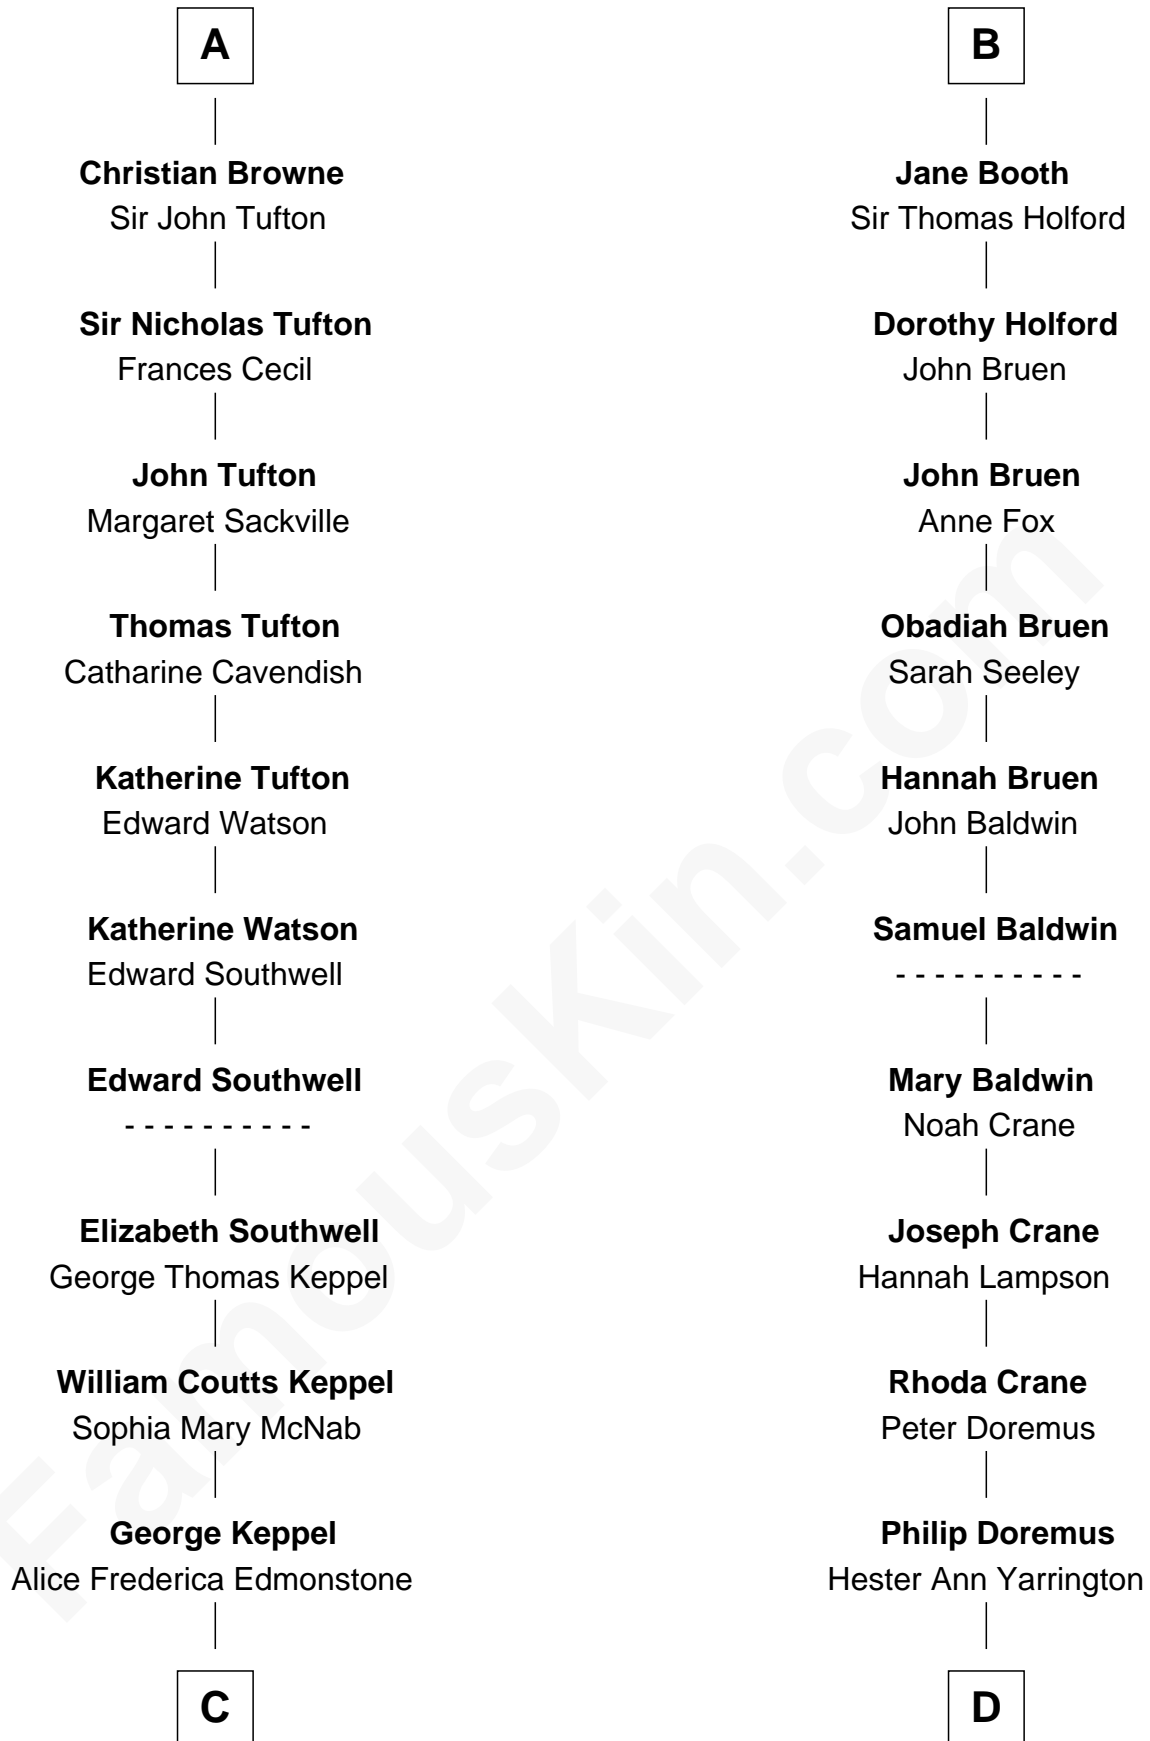 A
Christian Browne
Sir John Tufton
Sir Nicholas Tufton
Frances Cecil
John Tufton
Margaret Sackville
Thomas Tufton
Catharine Cavendish
Katherine Tufton
Edward Watson
Katherine Watson
Edward Southwell
Edward Southwell
- - - - - - - - - -
Elizabeth Southwell
George Thomas Keppel
William Coutts Keppel
Sophia Mary McNab
George Keppel
Alice Frederica Edmonstone
C
B
Jane Booth
Sir Thomas Holford
Dorothy Holford
John Bruen
John Bruen
Anne Fox
Obadiah Bruen
Sarah Seeley
Hannah Bruen
John Baldwin
Samuel Baldwin
- - - - - - - - - -
Mary Baldwin
Noah Crane
Joseph Crane
Hannah Lampson
Rhoda Crane
Peter Doremus
Philip Doremus
Hester Ann Yarrington
D
FamousKin.com